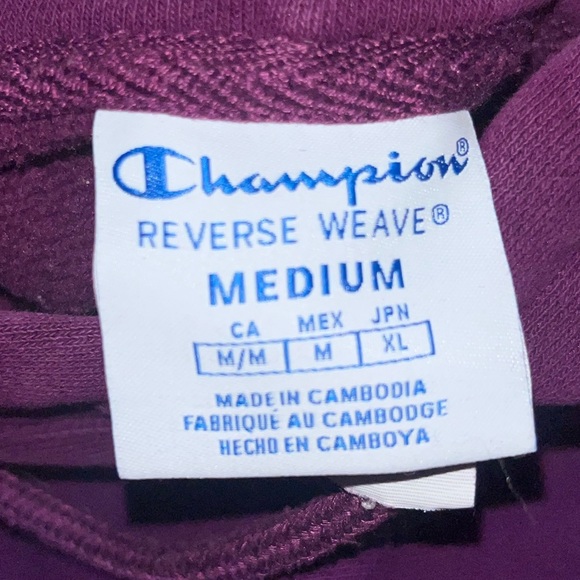 Champion®
REVERSE WEAVE®
MEDIUM
CA MEX JPN
M/M M XL
MADE IN CAMBODIA
FABRIQUÉ AU CAMBODGE
HECHO EN CAMBOYA